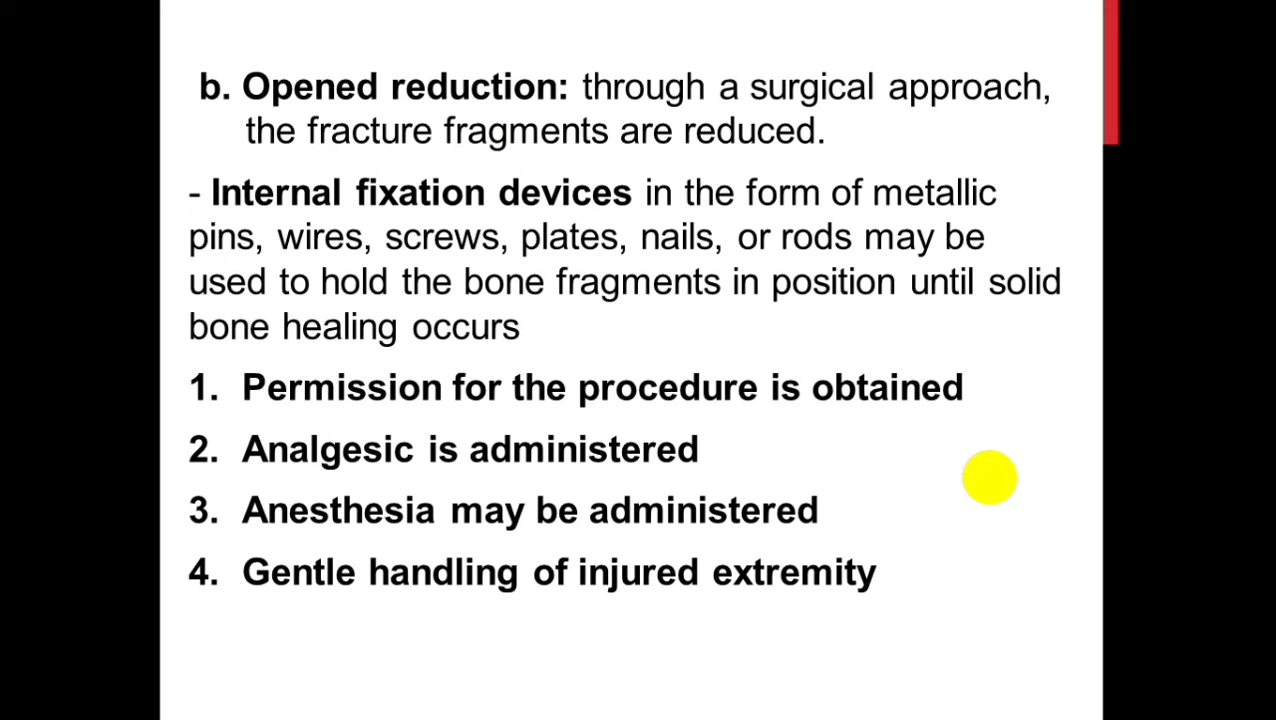 b. Opened reduction: through a surgical approach,
the fracture fragments are reduced.
- Internal fixation devices in the form of metallic
pins, wires, screws, plates, nails, or rods may be
used to hold the bone fragments in position until solid
bone healing occurs
1. Permission for the procedure is obtained
2. Analgesic is administered
3. Anesthesia may be administered
4. Gentle handling of injured extremity